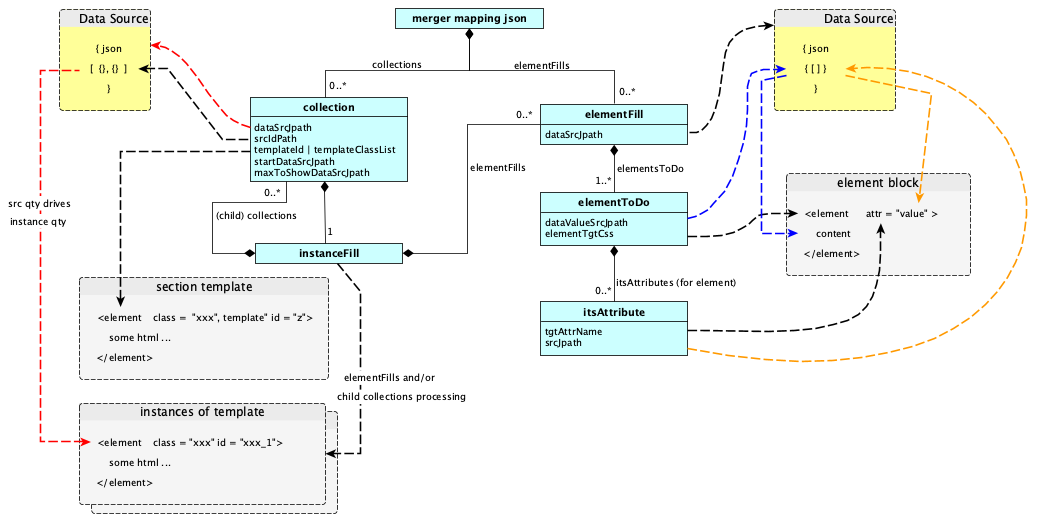 Data Source
{ json
[ {}, {} ]
}
merger mapping json
collections
elementFills
0..*
0..*
collection
dataSrcJpath
srcIdPath
templateId | templateClassList
startDataSrcJpath
maxToShowDataSrcJpath
0..*
elementFill
dataSrcJpath
Data Source
{ json
{ [ ] }
}
elementFills
elementsToDo
1..*
0..*
(child) collections
1
src qty drives
instance qty
instanceFill
elementToDo
dataValueSrcJpath
elementTgtCss
element block
<element attr = "value" >
content
</element>
itsAttributes (for element)
0..*
itsAttribute
tgtAttrName
srcJpath
section template
<element class = "xxx", template" id = "z">
some html ...
</element>
elementFills and/or
child collections processing
instances of template
<element class = "xxx" id = "xxx_1">
some html ...
</element>